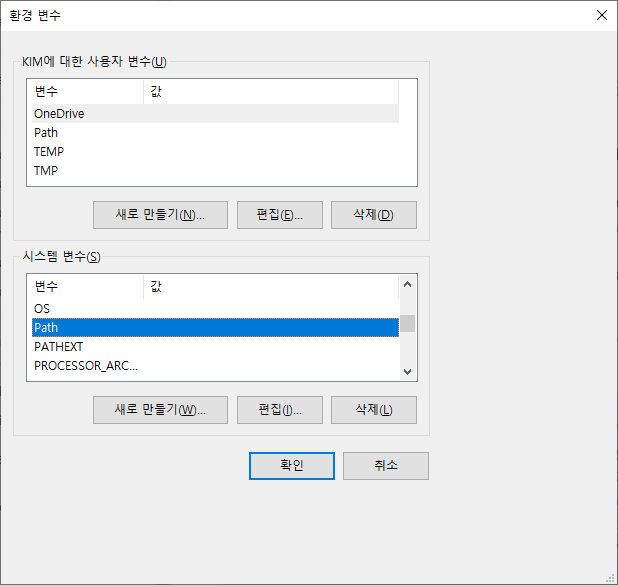 환경 변수
KIM에 대한 사용자 변수(U)
변수 값
OneDrive
Path
TEMP
TMP
새로 만들기(N)... 편집(E)... 삭제(D)
시스템 변수(S)
변수 값
OS
Path
PATHEXT
PROCESSOR_ARC...
새로 만들기(W)... 편집(I)... 삭제(L)
확인 취소